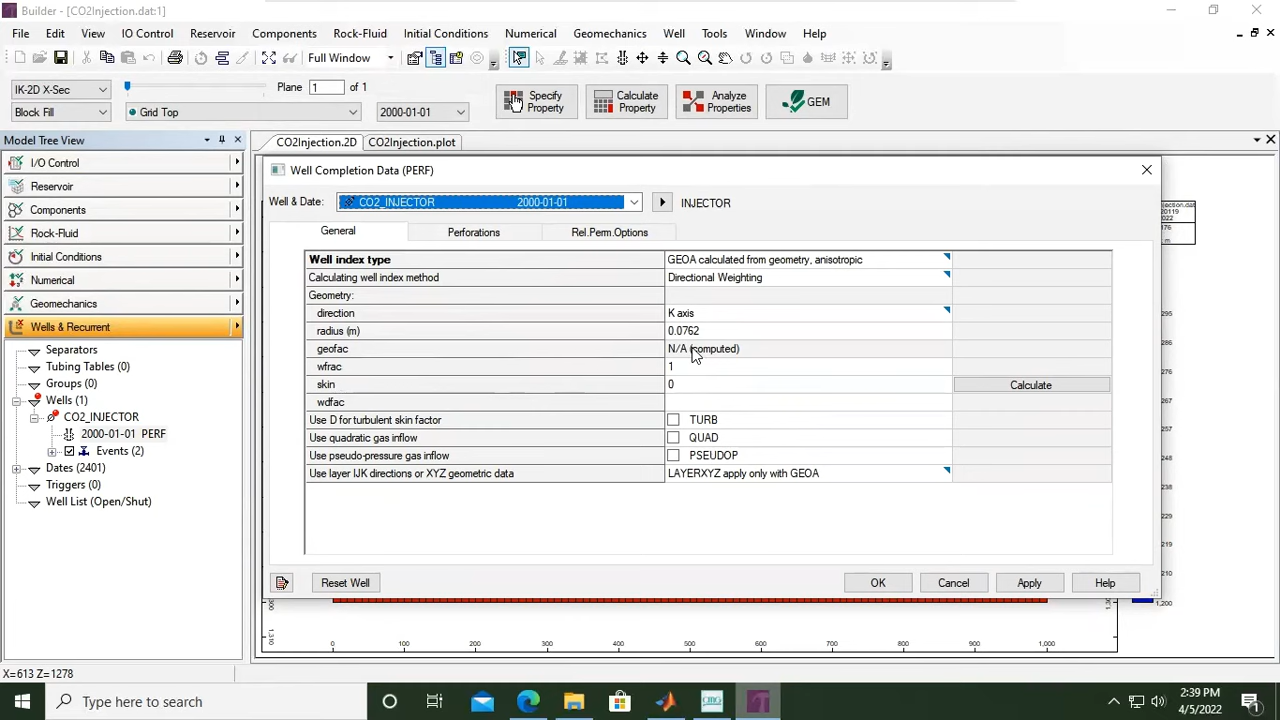 Builder - [CO2Injection.dat:1]
File Edit View IO Control Reservoir Components Rock-Fluid Initial Conditions Numerical Geomechanics Well Tools Window Help
Full Window
IK-2D X-Sec
Plane 1 of 1
Block Fill
Grid Top
2000-01-01
Specify Property
Calculate Property
Analyze Properties
GEM
Model Tree View
CO2Injection.2D CO2Injection.plot
I/O Control
Reservoir
Components
Rock-Fluid
Initial Conditions
Numerical
Geomechanics
Wells & Recurrent
Separators
Tubing Tables (0)
Groups (0)
Wells (1)
CO2_INJECTOR
2000-01-01 PERF
Events (2)
Dates (2401)
Triggers (0)
Well List (Open/Shut)
Well Completion Data (PERF)
Well & Date: CO2_INJECTOR 2000-01-01 INJECTOR
General Perforations Rel.Perm.Options
Well index type GEOA calculated from geometry, anisotropic
Calculating well index method Directional Weighting
Geometry:
direction K axis
radius (m) 0.0762
geofac N/A (computed)
wfrac 1
skin 0 Calculate
wdfac
Use D for turbulent skin factor TURB
Use quadratic gas inflow QUAD
Use pseudo-pressure gas inflow PSEUDOP
Use layer IJK directions or XYZ geometric data LAYERXYZ apply only with GEOA
Reset Well OK Cancel Apply Help
295
238
229
219
1,200
1,310
0 100 200 300 400 500 600 700 800 900 1,000
X=613 Z=1278
Type here to search
2:39 PM
4/5/2022